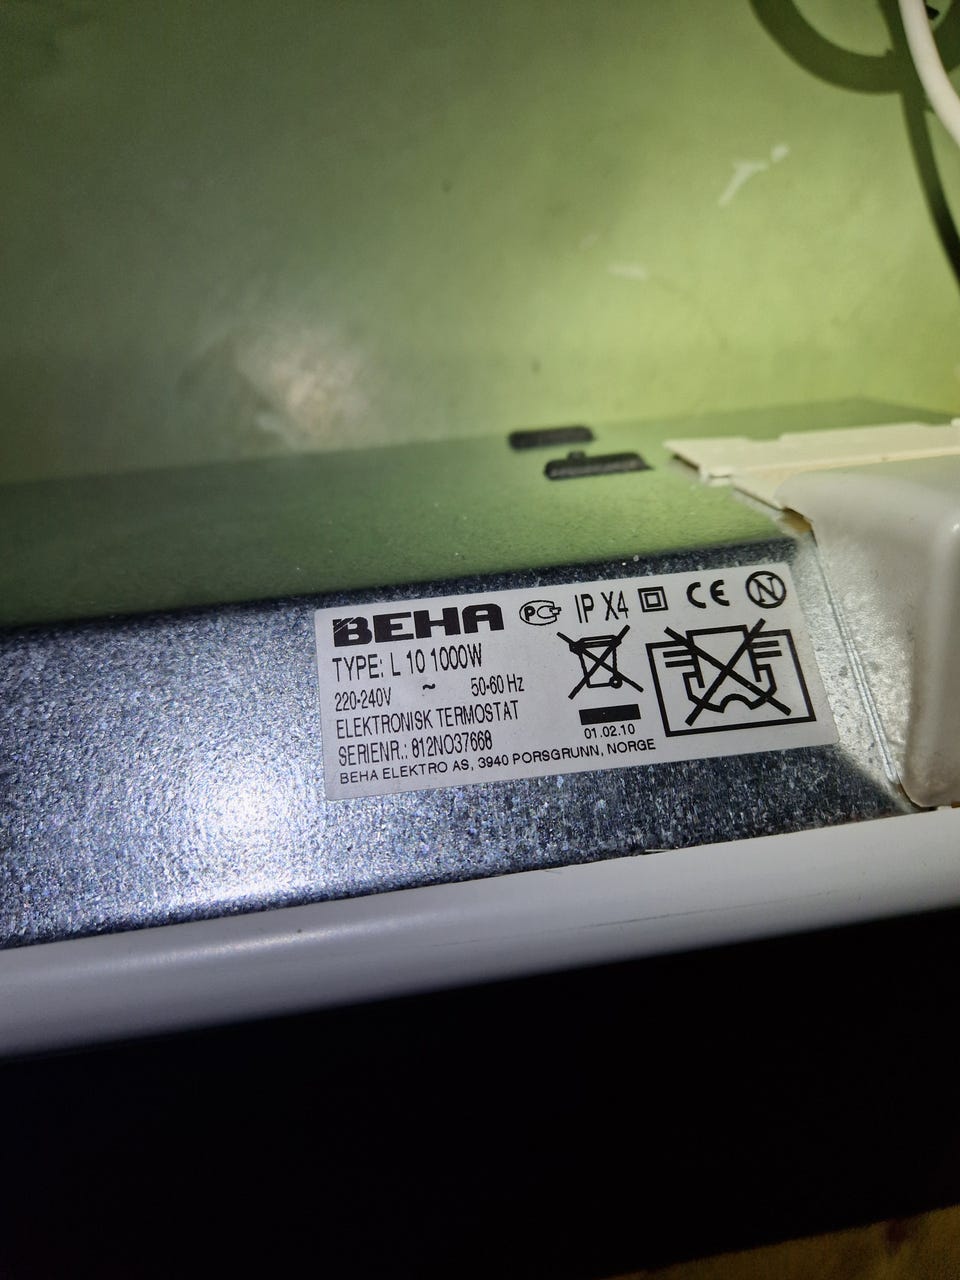 BEHA PCT IP X4 CE N
TYPE: L 10 1000W
220-240V ~ 50-60 Hz
ELEKTRONISK TERMOSTAT
SERIENR.: 812NO37668
01.02.10
BEHA ELEKTRO AS, 3940 PORSGRUNN, NORGE